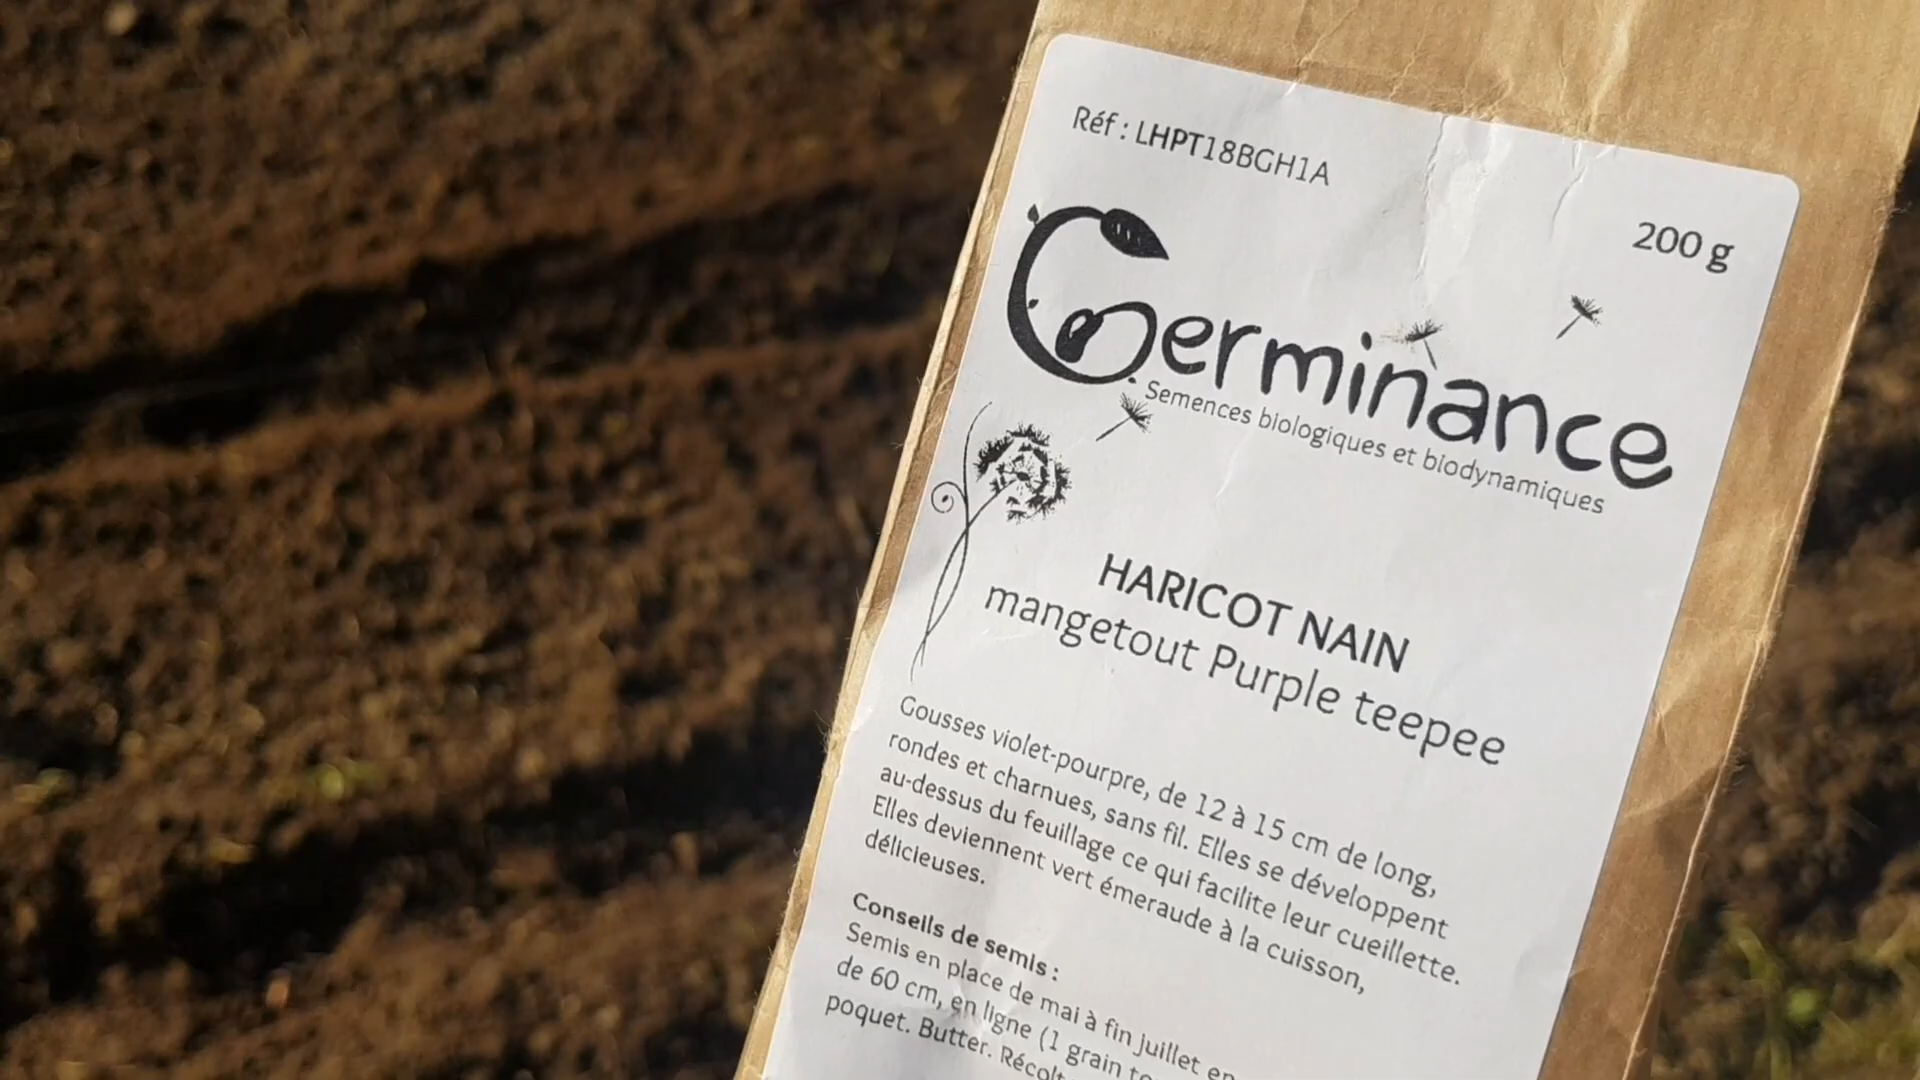 Réf : LHPT18BGH1A
200 g
Germinance
Semences biologiques et biodynamiques
HARICOT NAIN
mangetout Purple teepee
Gousses violet-pourpre, de 12 à 15 cm de long,
rondes et charnues, sans fil. Elles se développent
au-dessus du feuillage ce qui facilite leur cueillette.
Elles deviennent vert émeraude à la cuisson,
délicieuses.
Conseils de semis :
Semis en place de mai à fin juillet en
de 60 cm, en ligne (1 grain
poquet. Butter.